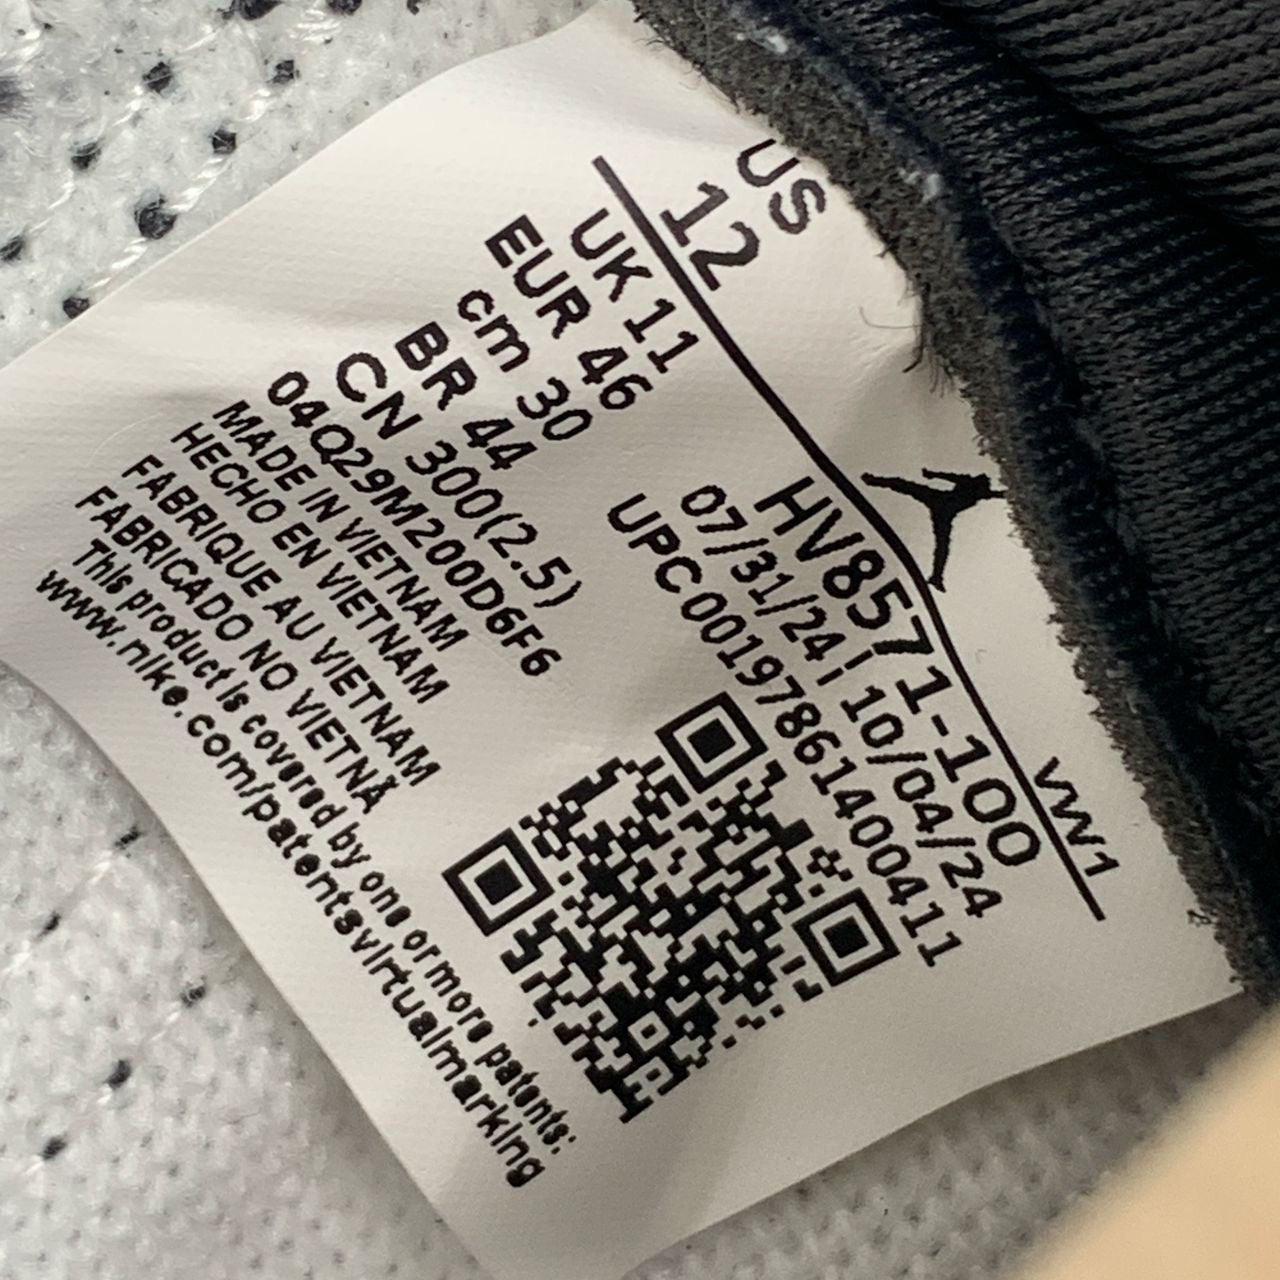 US
12
UK 11
EUR 46
cm 30
BR 44
CN 300(2.5)
04Q29M200D6F6
MADE IN VIETNAM
HECHO EN VIETNAM
FABRIQUE AU VIETNAM
FABRICADO NO VIETNÃ
This product is covered by one or more patents:
www.nike.com/patentsvirtualmarking
VW1
HV8571-100
07/31/24 | 10/04/24
UPC00197861400411